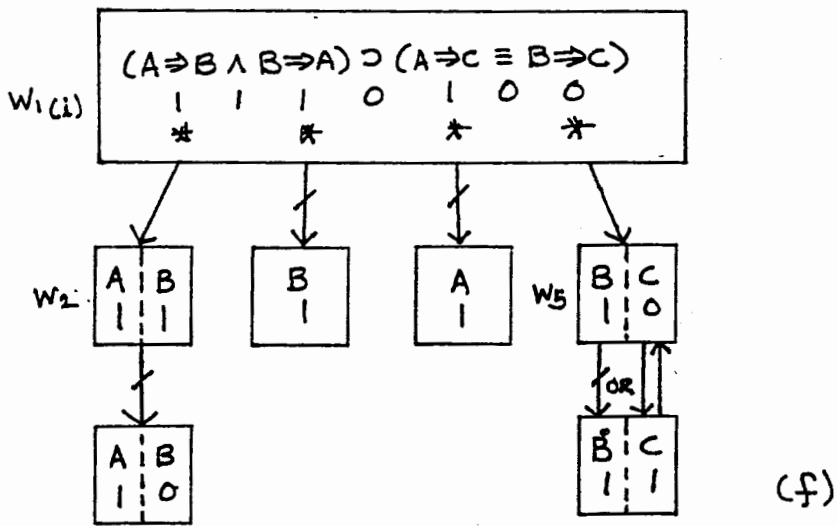 (A ⇒ B ∧ B ⇒ A) ⊃ (A ⇒ C ≡ B ⇒ C)
W1(i) 1 1 1 0 1 0 0
* * * *
W2 A B B A W5 B C
1 1 1 1 1 0
OR
A B B C
1 0 1 1
(f)